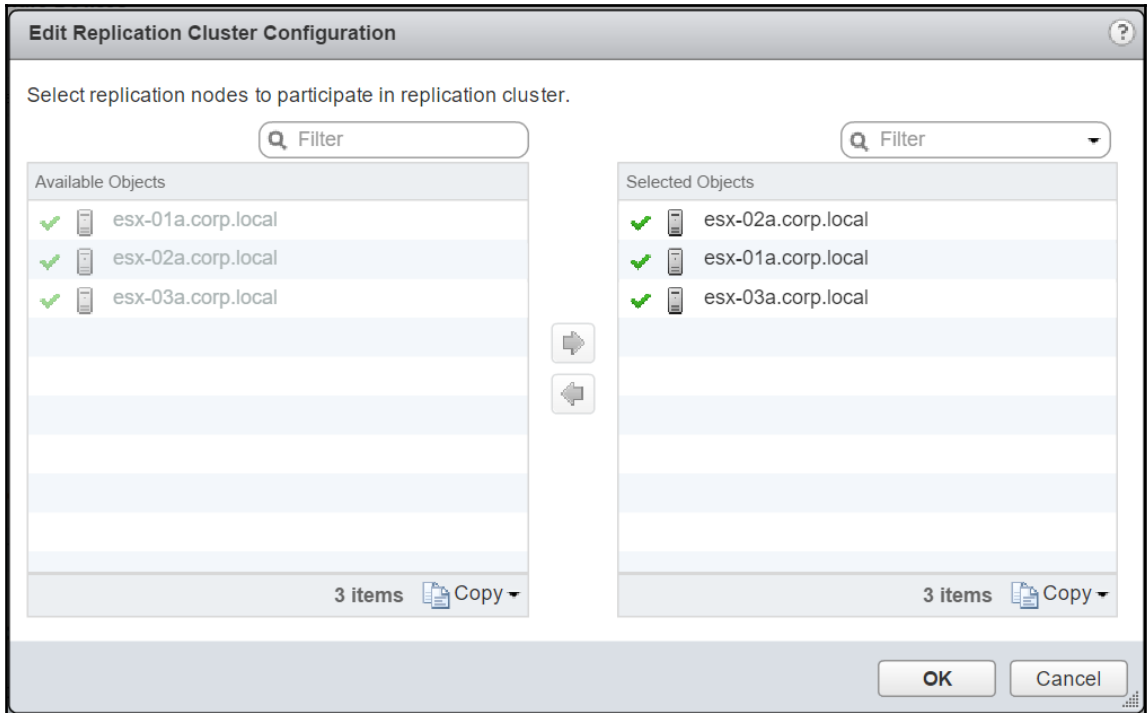 Edit Replication Cluster Configuration
?
Select replication nodes to participate in replication cluster.
Filter
Available Objects
esx-01a.corp.local
esx-02a.corp.local
esx-03a.corp.local
3 items Copy
Filter
Selected Objects
esx-02a.corp.local
esx-01a.corp.local
esx-03a.corp.local
3 items Copy
OK Cancel